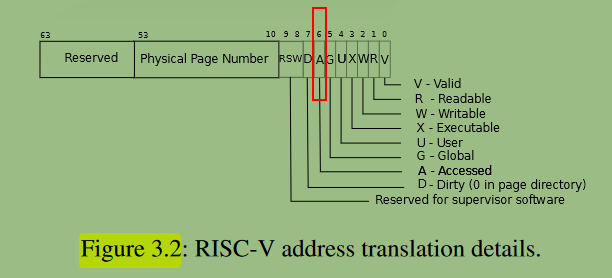 63 53 10 9 8 7 6 5 4 3 2 1 0
Reserved Physical Page Number RSW D A G U X W R V
V - Valid
R - Readable
W - Writable
X - Executable
U - User
G - Global
A - Accessed
D - Dirty (0 in page directory)
Reserved for supervisor software
Figure 3.2: RISC-V address translation details.